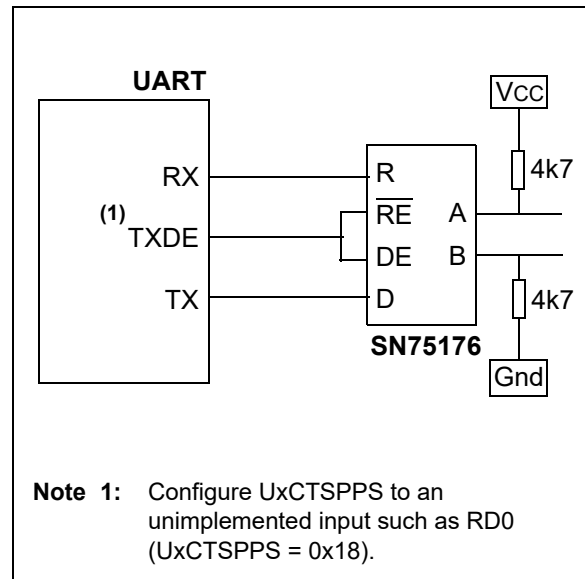 UART
VCC
RX
R
4k7
(1)
RE
A
TXDE
DE
B
TX
D
4k7
SN75176
Gnd
Note 1: Configure UxCTSPPS to an
unimplemented input such as RD0
(UxCTSPPS = 0x18).